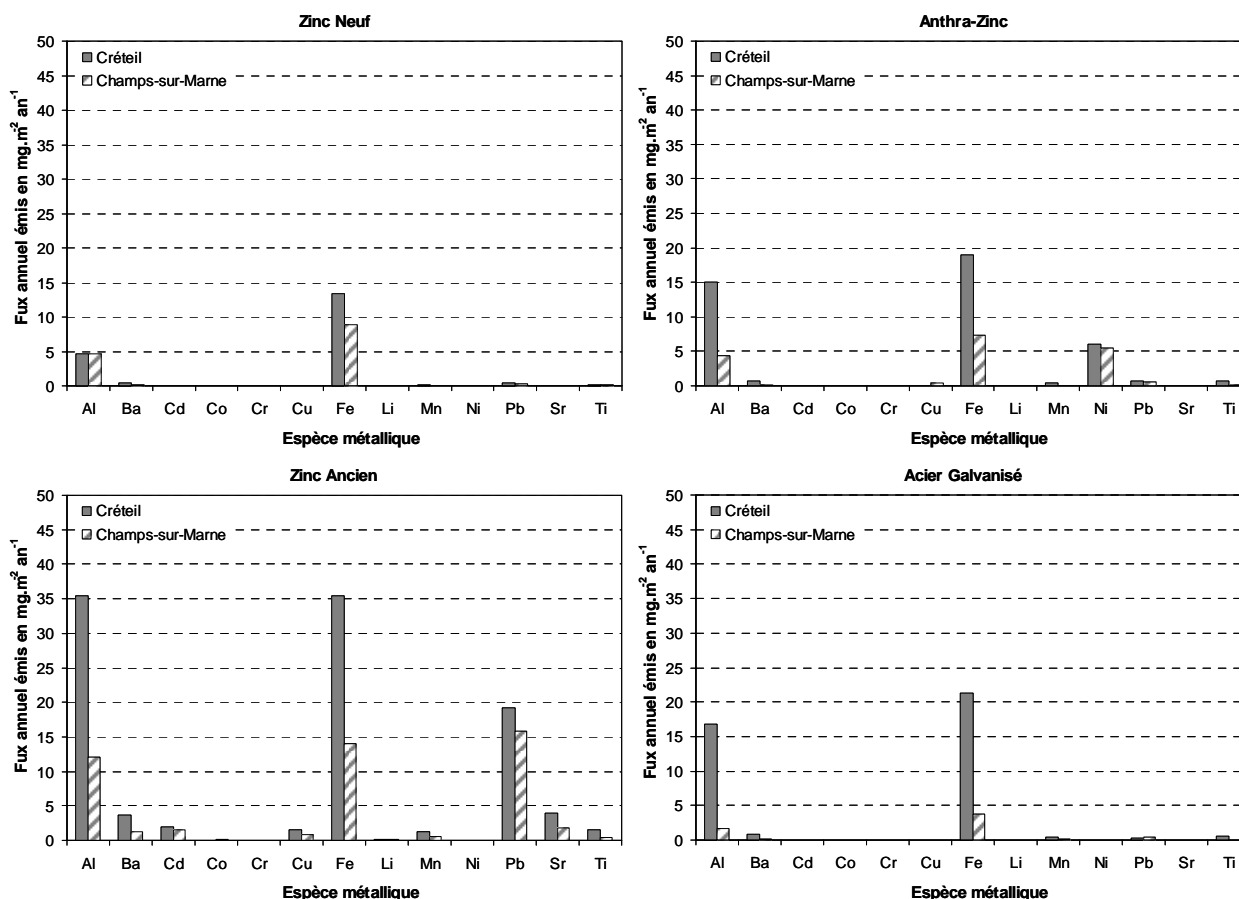 Zinc Neuf
Fux annuel émis en mg.m-2 an-1
50
45
40
35
30
25
20
15
10
5
0
Créteil
Champs-sur-Marne
Al Ba Cd Co Cr Cu Fe Li Mn Ni Pb Sr Ti
Espèce métallique
Anthra-Zinc
Fux annuel émis en mg.m-2 an-1
50
45
40
35
30
25
20
15
10
5
0
Créteil
Champs-sur-Marne
Al Ba Cd Co Cr Cu Fe Li Mn Ni Pb Sr Ti
Espèce métallique
Zinc Ancien
Fux annuel émis en mg.m-2 an-1
50
45
40
35
30
25
20
15
10
5
0
Créteil
Champs-sur-Marne
Al Ba Cd Co Cr Cu Fe Li Mn Ni Pb Sr Ti
Espèce métallique
Acier Galvanisé
Fux annuel émis en mg.m-2 an-1
50
45
40
35
30
25
20
15
10
5
0
Créteil
Champs-sur-Marne
Al Ba Cd Co Cr Cu Fe Li Mn Ni Pb Sr Ti
Espèce métallique